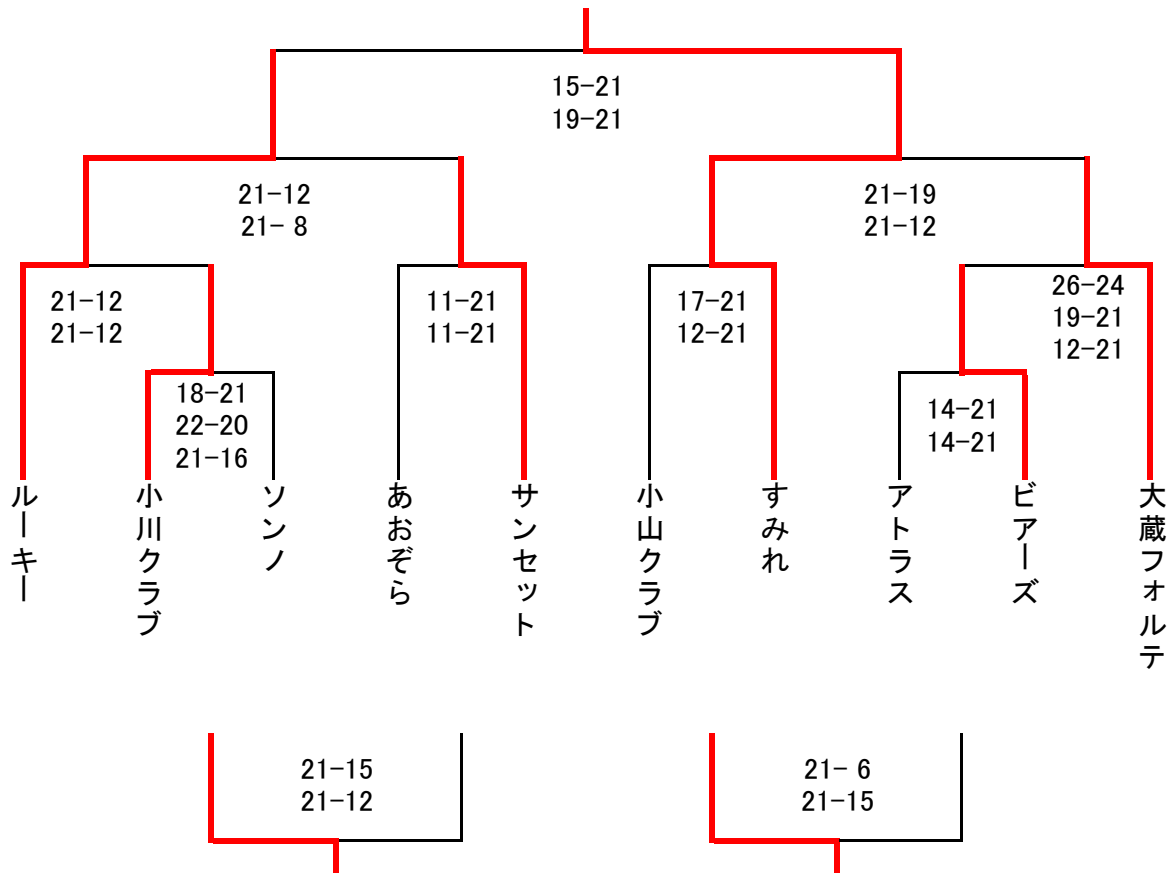 15-21
19-21
21-12
21- 8
21-19
21-12
21-12
21-12
11-21
11-21
17-21
12-21
26-24
19-21
12-21
18-21
22-20
21-16
14-21
14-21
ルーキー
小川クラブ
ソンノ
あおぞら
サンセット
小山クラブ
すみれ
アトラス
ビアーズ
大蔵フォルテ
21-15
21-12
21- 6
21-15